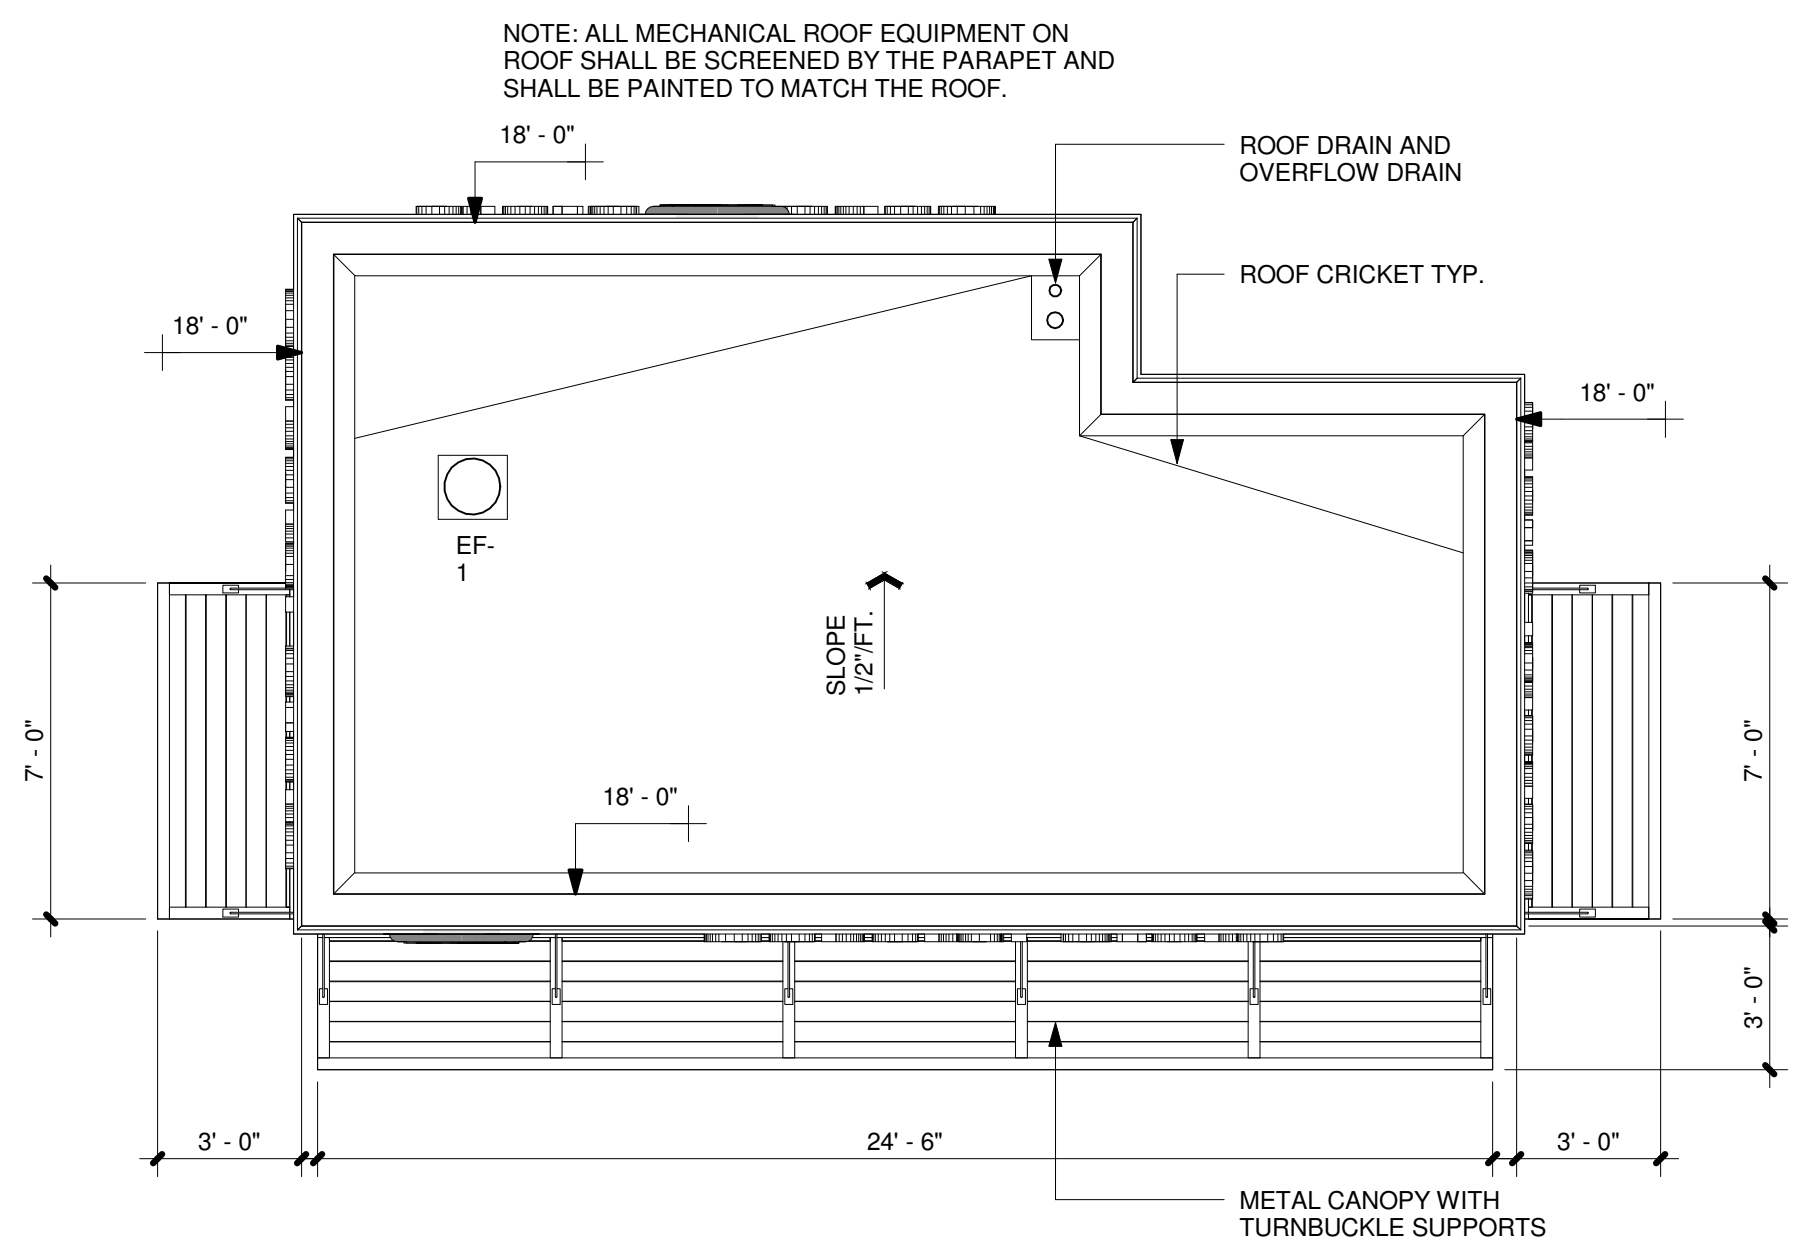 NOTE: ALL MECHANICAL ROOF EQUIPMENT ON
ROOF SHALL BE SCREENED BY THE PARAPET AND
SHALL BE PAINTED TO MATCH THE ROOF.
18' - 0"
ROOF DRAIN AND
OVERFLOW DRAIN
ROOF CRICKET TYP.
18' - 0"
18' - 0"
EF-
1
SLOPE
1/2"/FT.
7' - 0"
7' - 0"
18' - 0"
3' - 0"
3' - 0"
24' - 6"
3' - 0"
METAL CANOPY WITH
TURNBUCKLE SUPPORTS